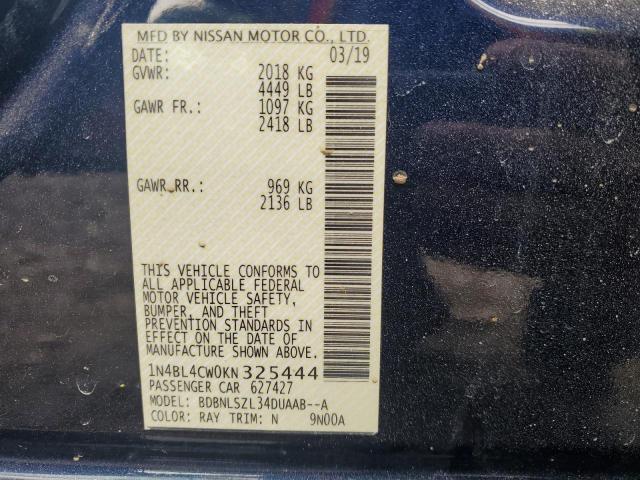 MFD BY NISSAN MOTOR CO., LTD.
DATE: 03/19
GVWR: 2018 KG
4449 LB
GAWR FR.: 1097 KG
2418 LB
GAWR RR.: 969 KG
2136 LB
THIS VEHICLE CONFORMS TO
ALL APPLICABLE FEDERAL
MOTOR VEHICLE SAFETY,
BUMPER, AND THEFT
PREVENTION STANDARDS IN
EFFECT ON THE DATE OF
MANUFACTURE SHOWN ABOVE.
1N4BL4CW0KN325444
PASSENGER CAR 627427
MODEL: BDBNLSZL34DUAAB--A
COLOR: RAY TRIM: N 9N00A